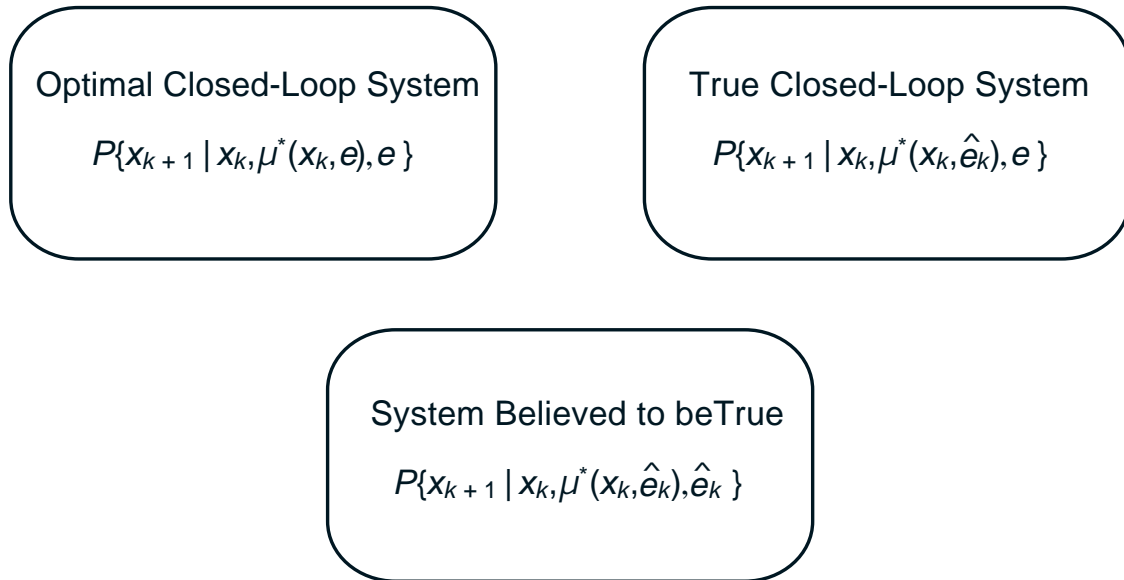 Optimal Closed-Loop System
P{x_{k + 1} | x_k, μ^*(x_k, e), e }
True Closed-Loop System
P{x_{k + 1} | x_k, μ^*(x_k, ê_k), e }
System Believed to beTrue
P{x_{k + 1} | x_k, μ^*(x_k, ê_k), ê_k }